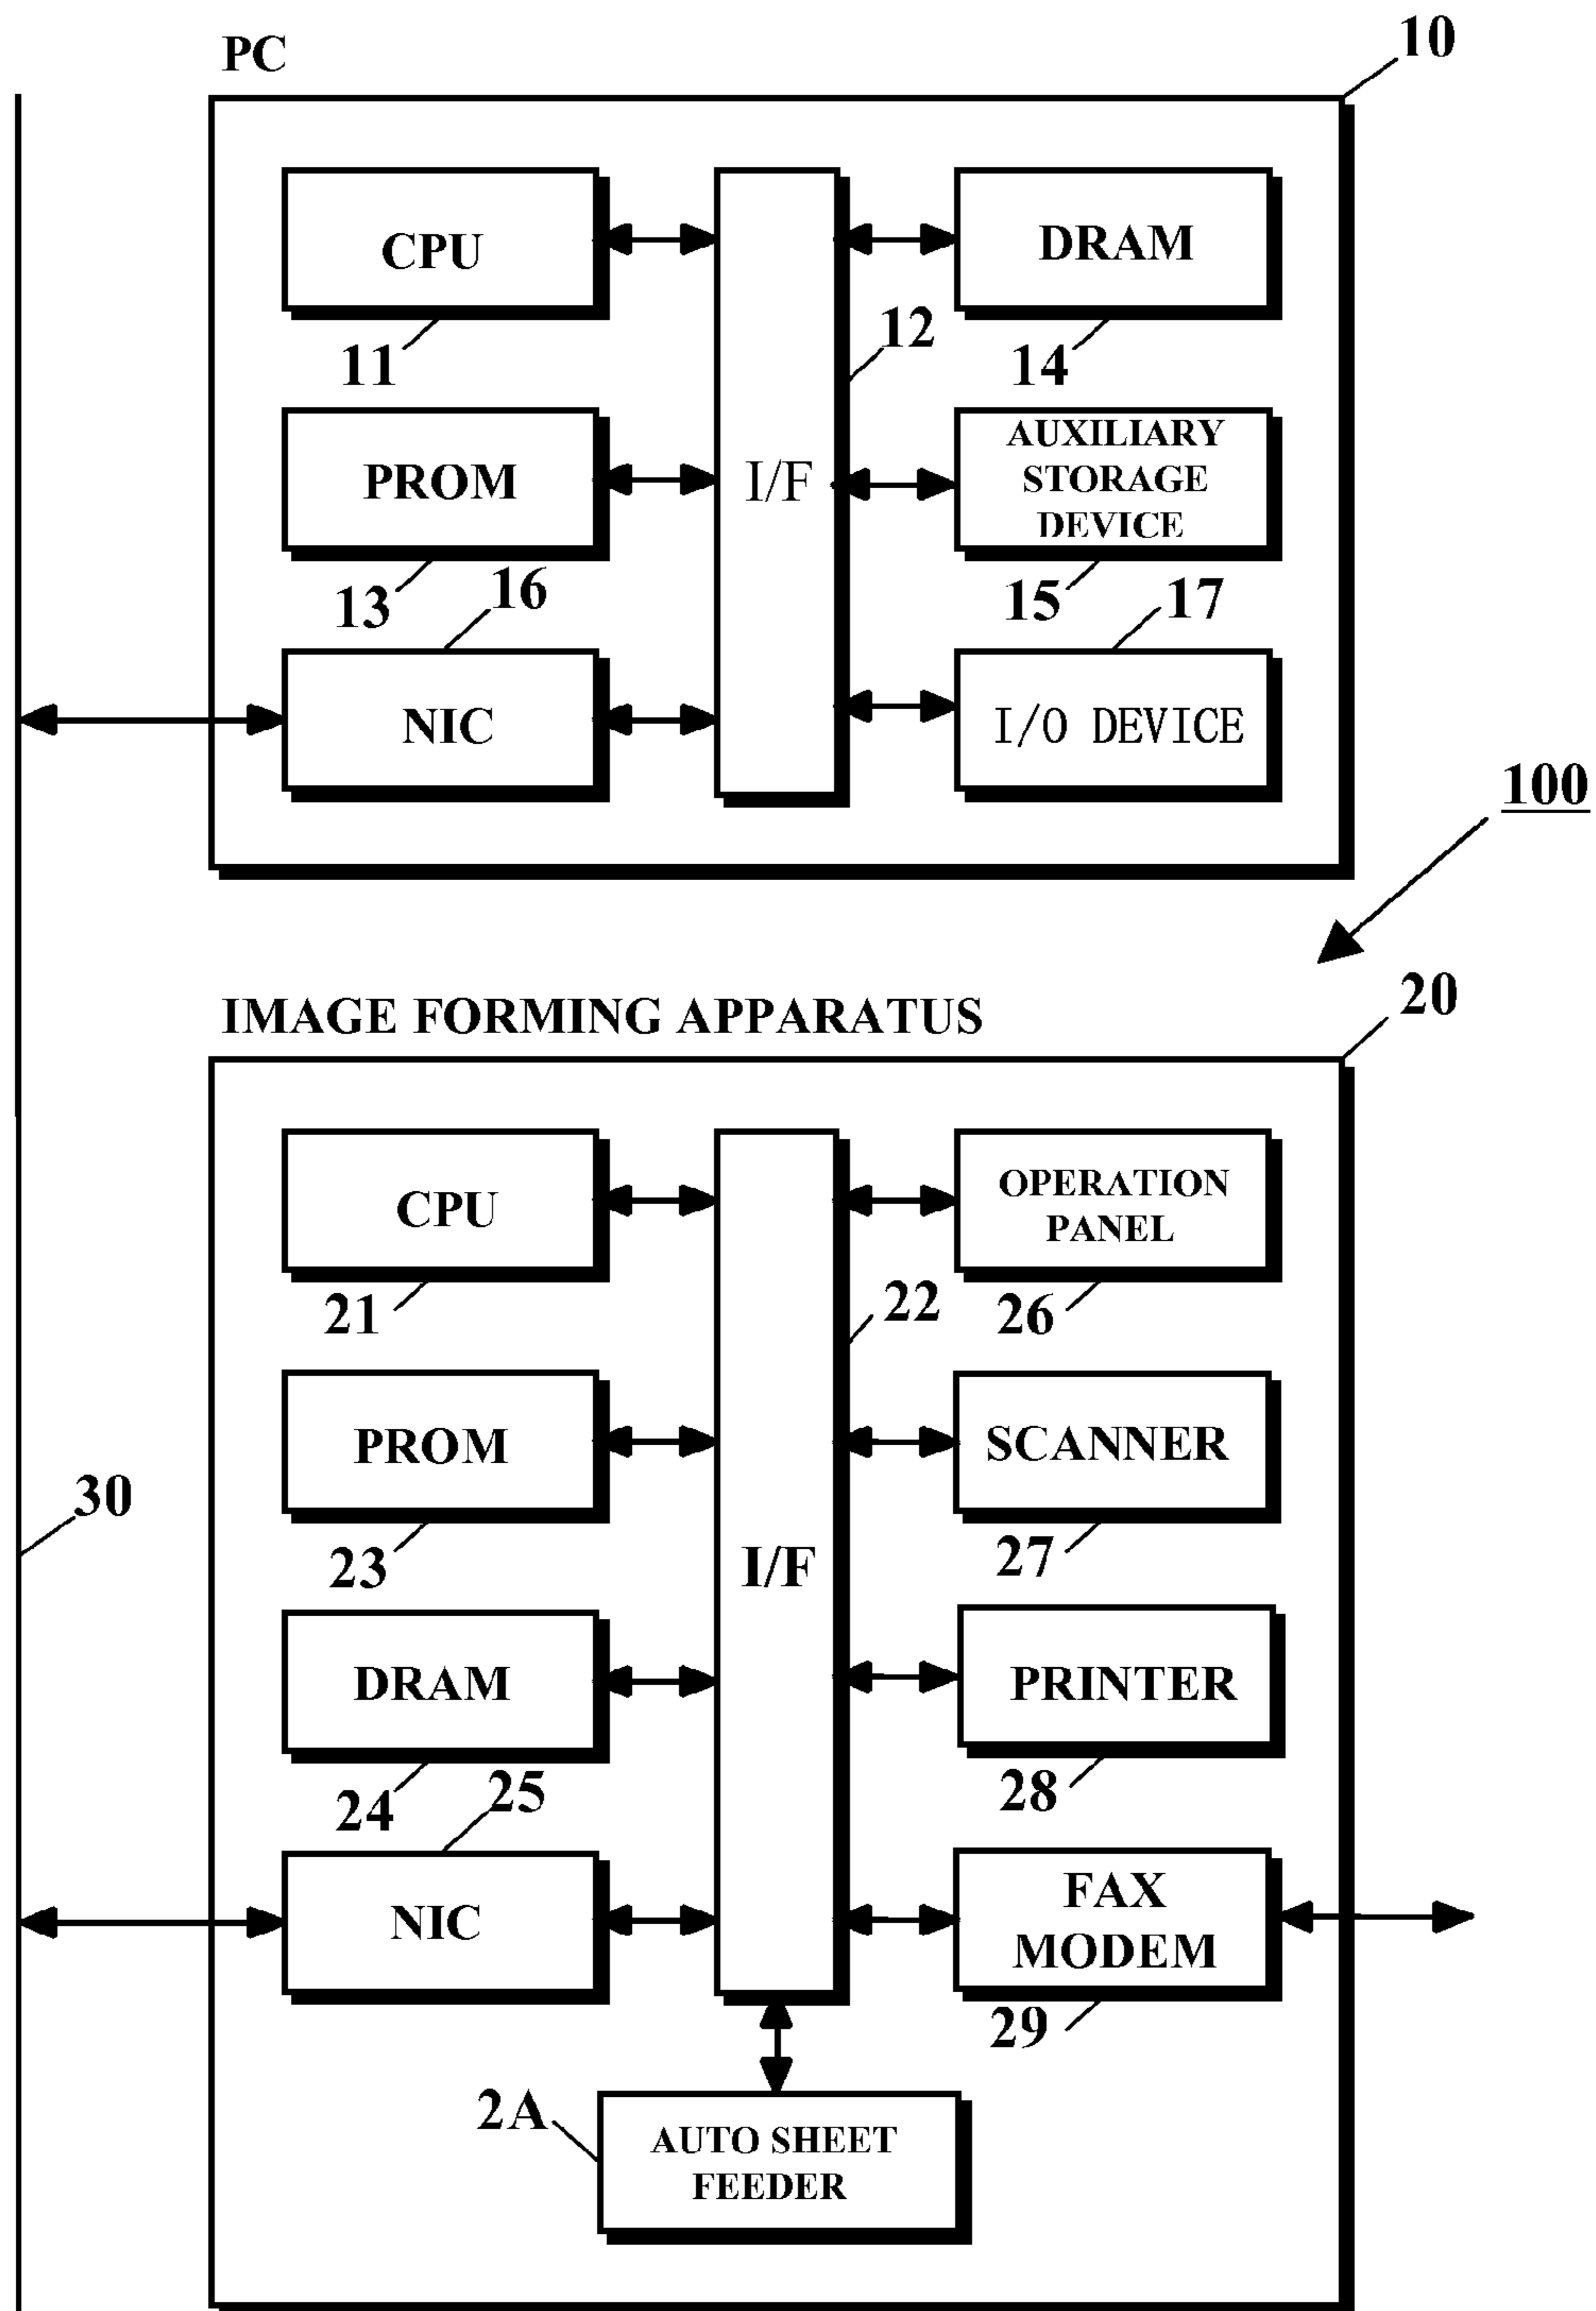 PC
10
CPU
11
I/F
12
DRAM
14
PROM
13
AUXILIARY
STORAGE
DEVICE
15
NIC
16
I/O DEVICE
17
100
IMAGE FORMING APPARATUS
20
CPU
21
I/F
22
OPERATION
PANEL
26
PROM
23
SCANNER
27
30
DRAM
24
PRINTER
28
NIC
25
FAX
MODEM
29
2A
AUTO SHEET
FEEDER